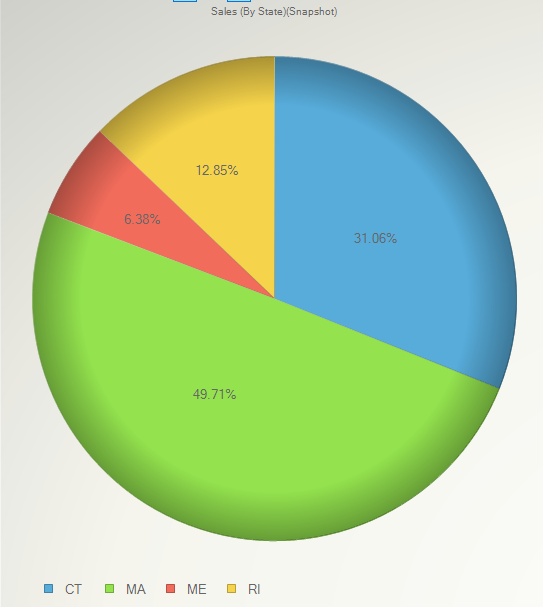 Sales (By State)(Snapshot)
12.85%
6.38%
31.06%
49.71%
CT MA ME RI